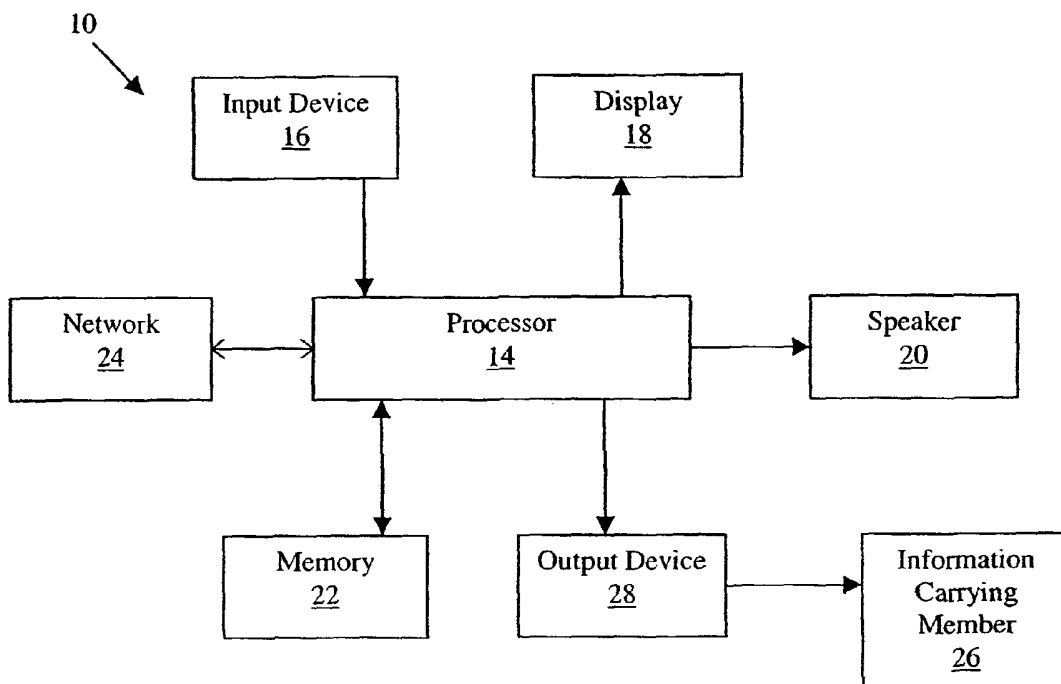 10
Input Device
16
Display
18
Network
24
Processor
14
Speaker
20
Memory
22
Output Device
28
Information
Carrying
Member
26